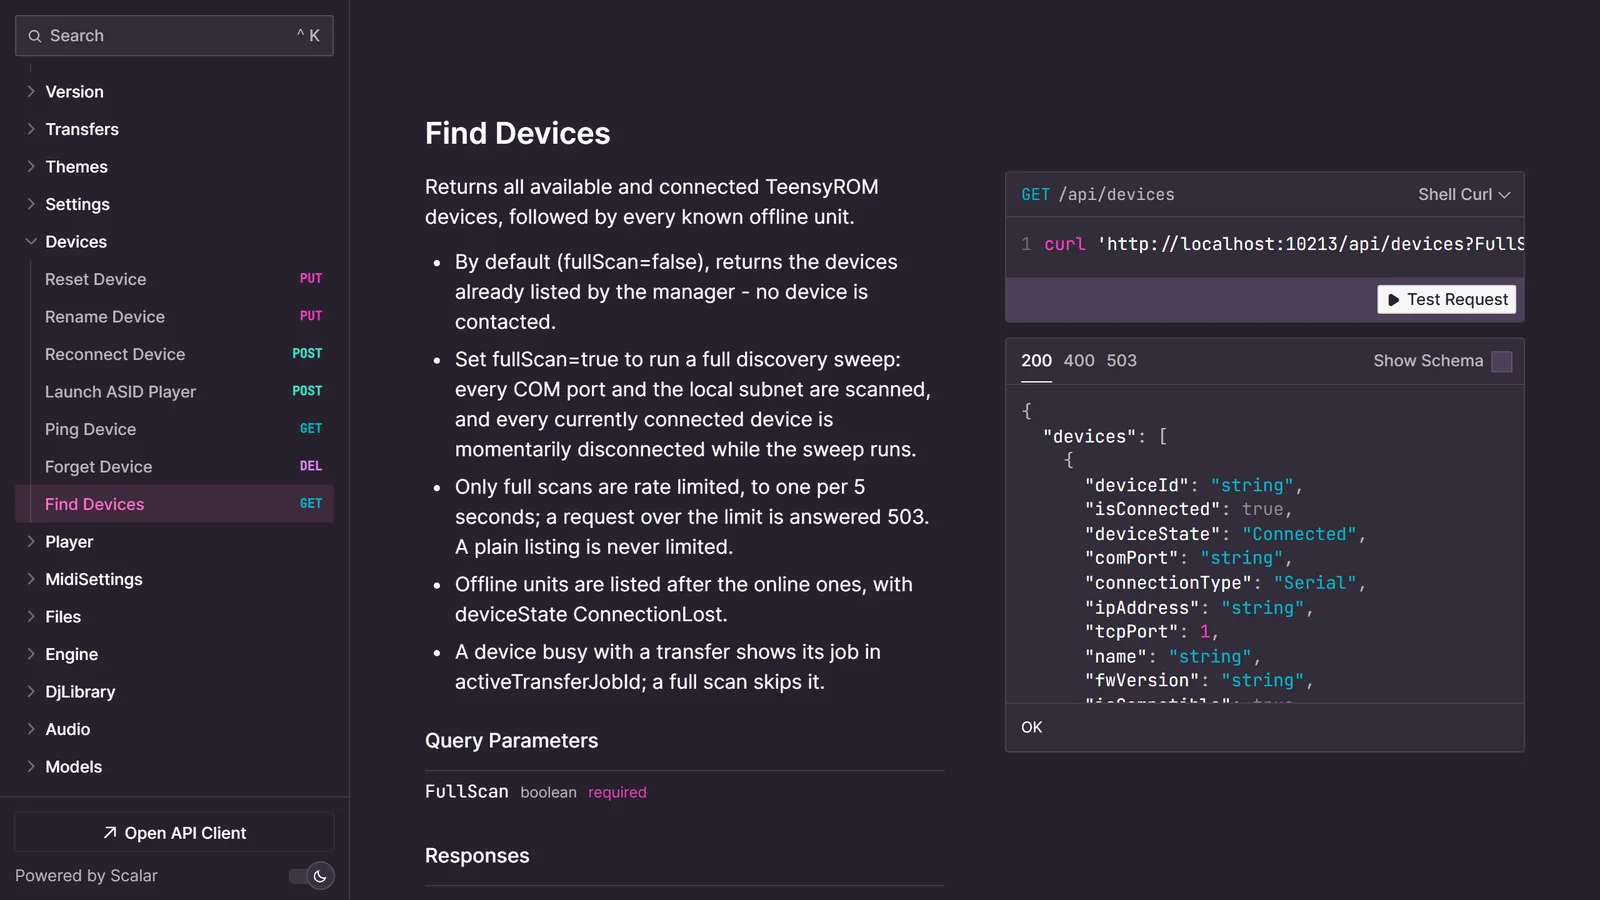 Search ^ K
Version
Transfers
Themes
Settings
Devices
Reset Device PUT
Rename Device PUT
Reconnect Device POST
Launch ASID Player POST
Ping Device GET
Forget Device DEL
Find Devices GET
Player
MidiSettings
Files
Engine
DjLibrary
Audio
Models
Open API Client
Powered by Scalar
Find Devices
Returns all available and connected TeensyROM
devices, followed by every known offline unit.
• By default (fullScan=false), returns the devices
already listed by the manager - no device is
contacted.
• Set fullScan=true to run a full discovery sweep:
every COM port and the local subnet are scanned,
and every currently connected device is
momentarily disconnected while the sweep runs.
• Only full scans are rate limited, to one per 5
seconds; a request over the limit is answered 503.
A plain listing is never limited.
• Offline units are listed after the online ones, with
deviceState ConnectionLost.
• A device busy with a transfer shows its job in
activeTransferJobId; a full scan skips it.
Query Parameters
FullScan boolean required
Responses
GET /api/devices Shell Curl
1 curl 'http://localhost:10213/api/devices?FullS
Test Request
200 400 503 Show Schema
{
"devices": [
{
"deviceId": "string",
"isConnected": true,
"deviceState": "Connected",
"comPort": "string",
"connectionType": "Serial",
"ipAddress": "string",
"tcpPort": 1,
"name": "string",
"fwVersion": "string",
OK